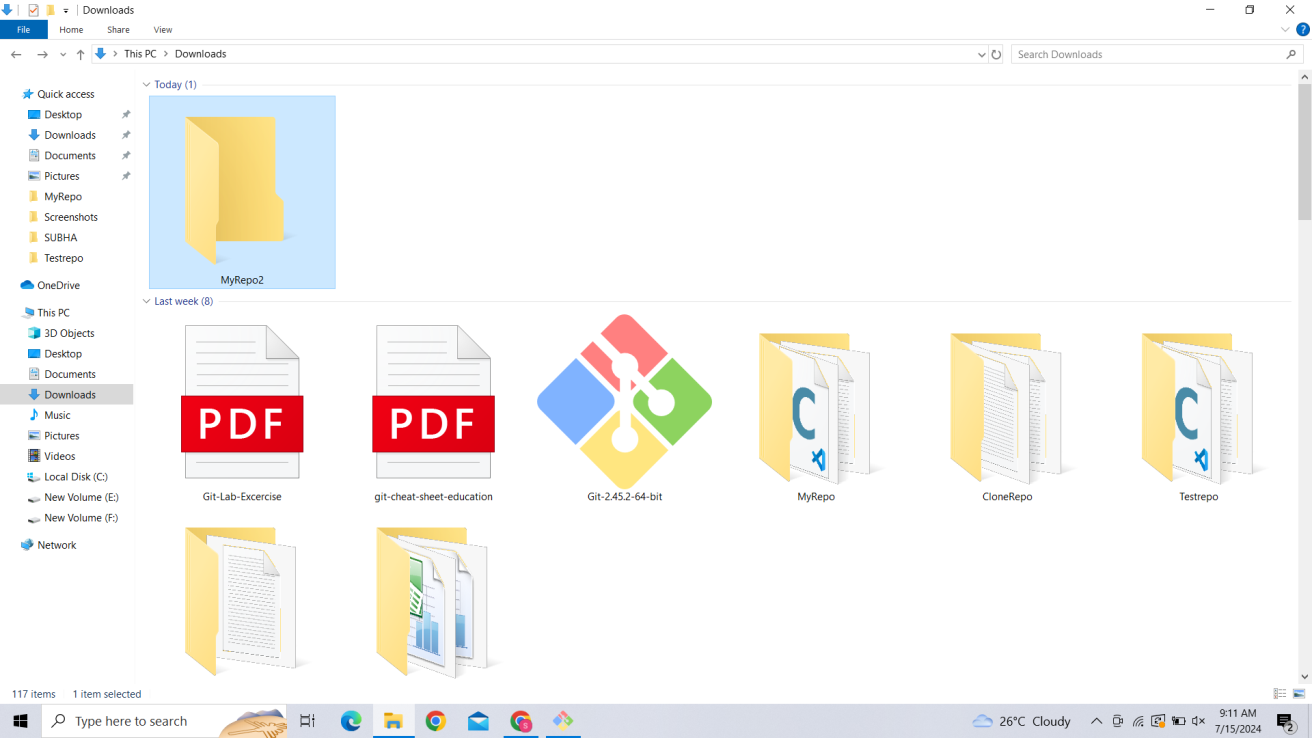 Downloads
File
Home
Share
View
This PC
Downloads
Search Downloads
Quick access
Desktop
Downloads
Documents
Pictures
MyRepo
Screenshots
SUBHA
Testrepo
OneDrive
This PC
3D Objects
Desktop
Documents
Downloads
Music
Pictures
Videos
Local Disk (C:)
New Volume (E:)
New Volume (F:)
Network
Today (1)
MyRepo2
Last week (8)
PDF
PDF
C
C
Git-Lab-Excercise
git-cheat-sheet-education
Git-2.45.2-64-bit
MyRepo
CloneRepo
Testrepo
117 items
1 item selected
Type here to search
S
26°C Cloudy
9:11 AM
7/15/2024
2